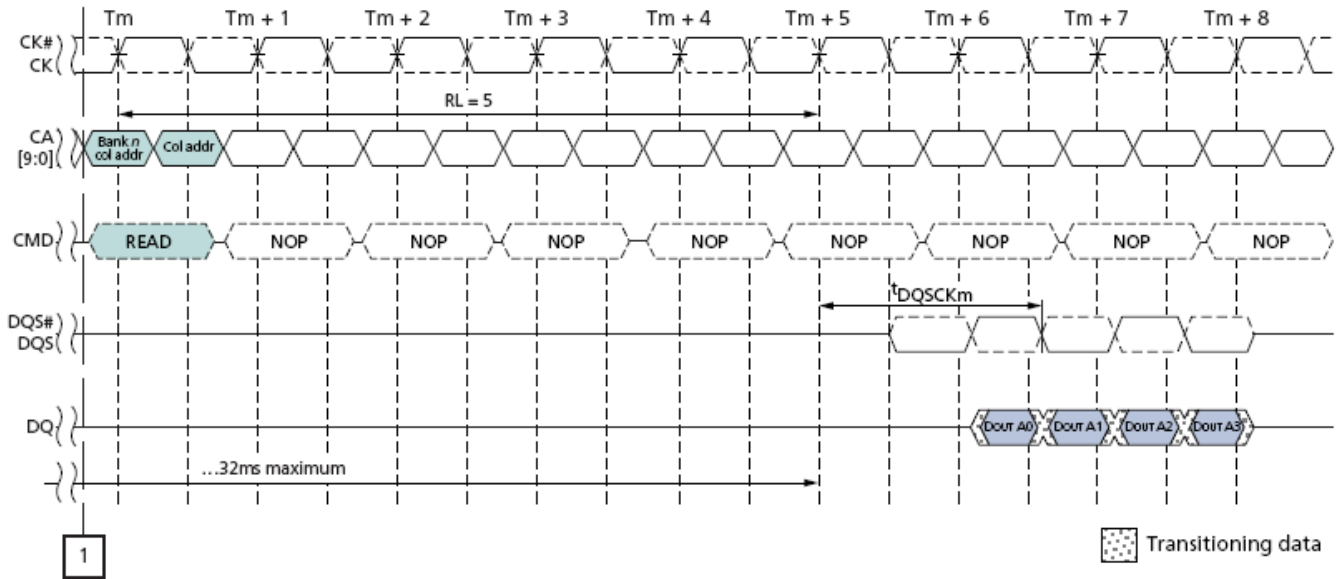 Tm Tm + 1 Tm + 2 Tm + 3 Tm + 4 Tm + 5 Tm + 6 Tm + 7 Tm + 8
CK#
CK
RL = 5
CA
[9:0]
Bank n
col addr
Col addr
CMD READ NOP NOP NOP NOP NOP NOP NOP NOP
tDQSCKm
DQS#
DQS
DQ DOUT A0 DOUT A1 DOUT A2 DOUT A3
...32ms maximum
1
Transitioning data